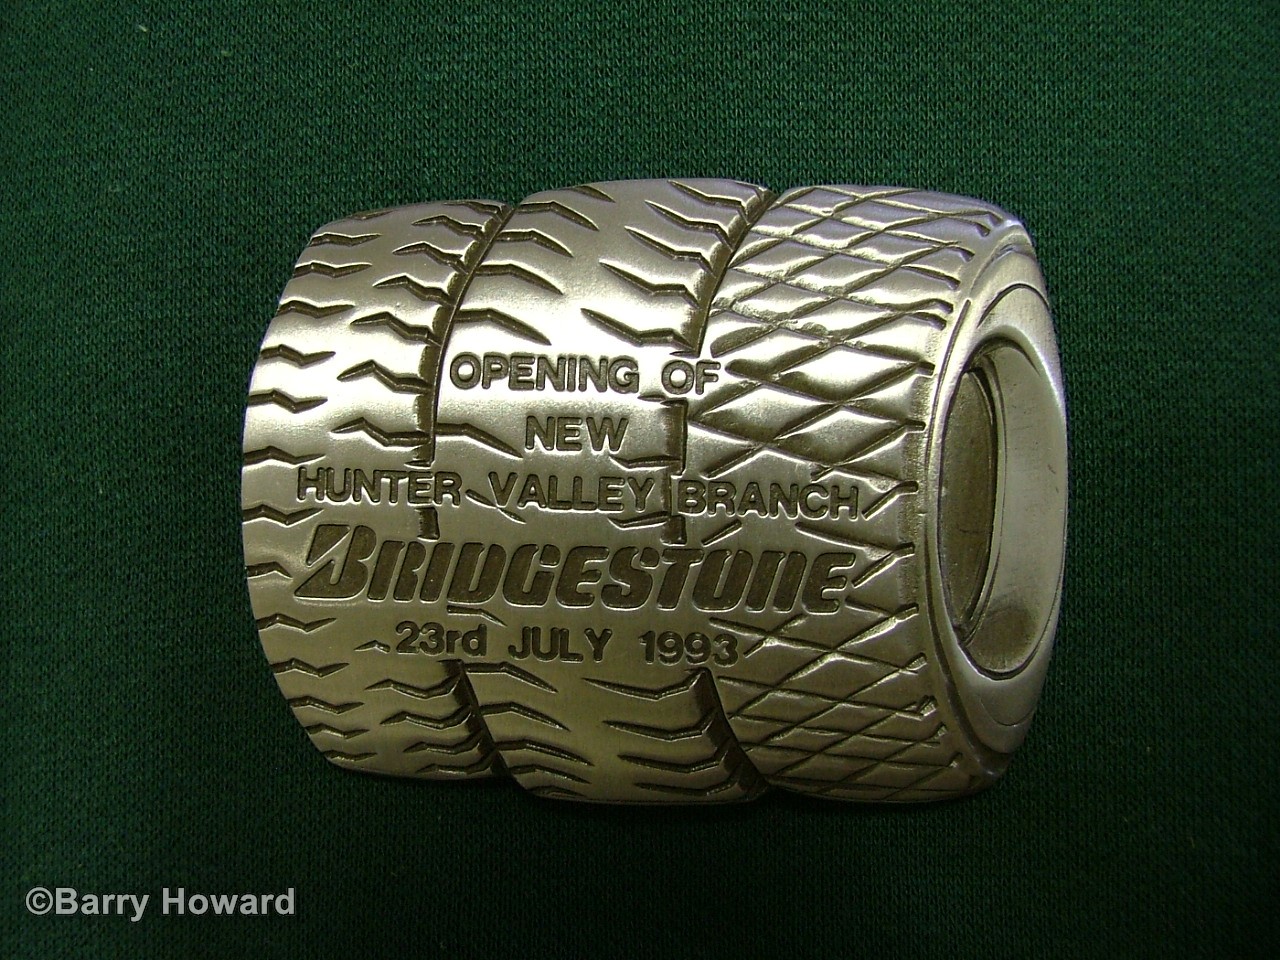 OPENING OF
NEW
HUNTER VALLEY BRANCH
BRIDGESTONE
23rd JULY 1993
©Barry Howard